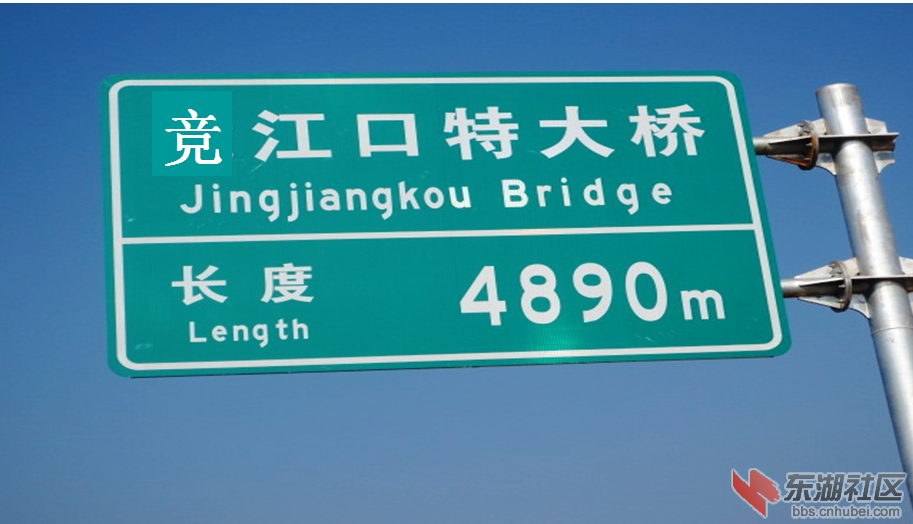 竞江口特大桥
Jingjiangkou Bridge
长度 4890m
Length
东湖社区
bbs.cnhubei.com